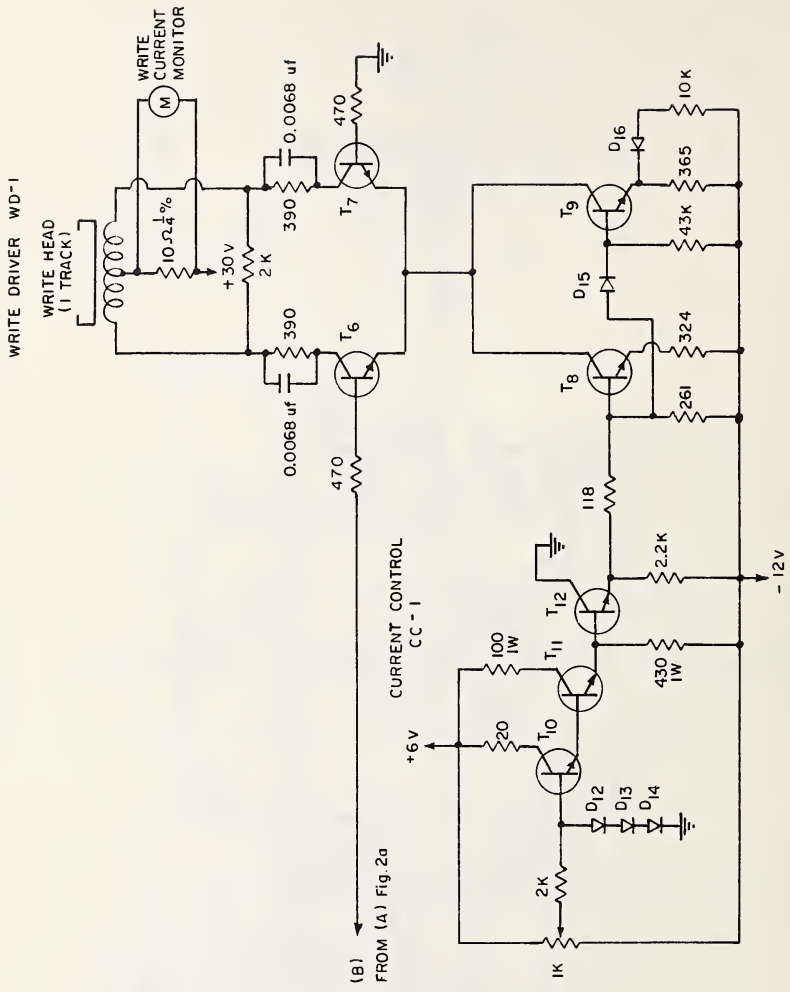 WRITE DRIVER WD-1
WRITE HEAD
(1 TRACK)
WRITE
CURRENT
MONITOR
M
10Ω 1/4%
+30V
2K
0.0068 uf
390
390
0.0068 uf
470
T6
T7
470
(B)
FROM (A) Fig. 2a
CURRENT CONTROL
CC-1
+6V
20
100
1W
T10
T11
T12
118
T8
D15
T9
D16
1K
2K
D12
D13
D14
430
1W
2.2K
261
324
43K
365
10K
-12V